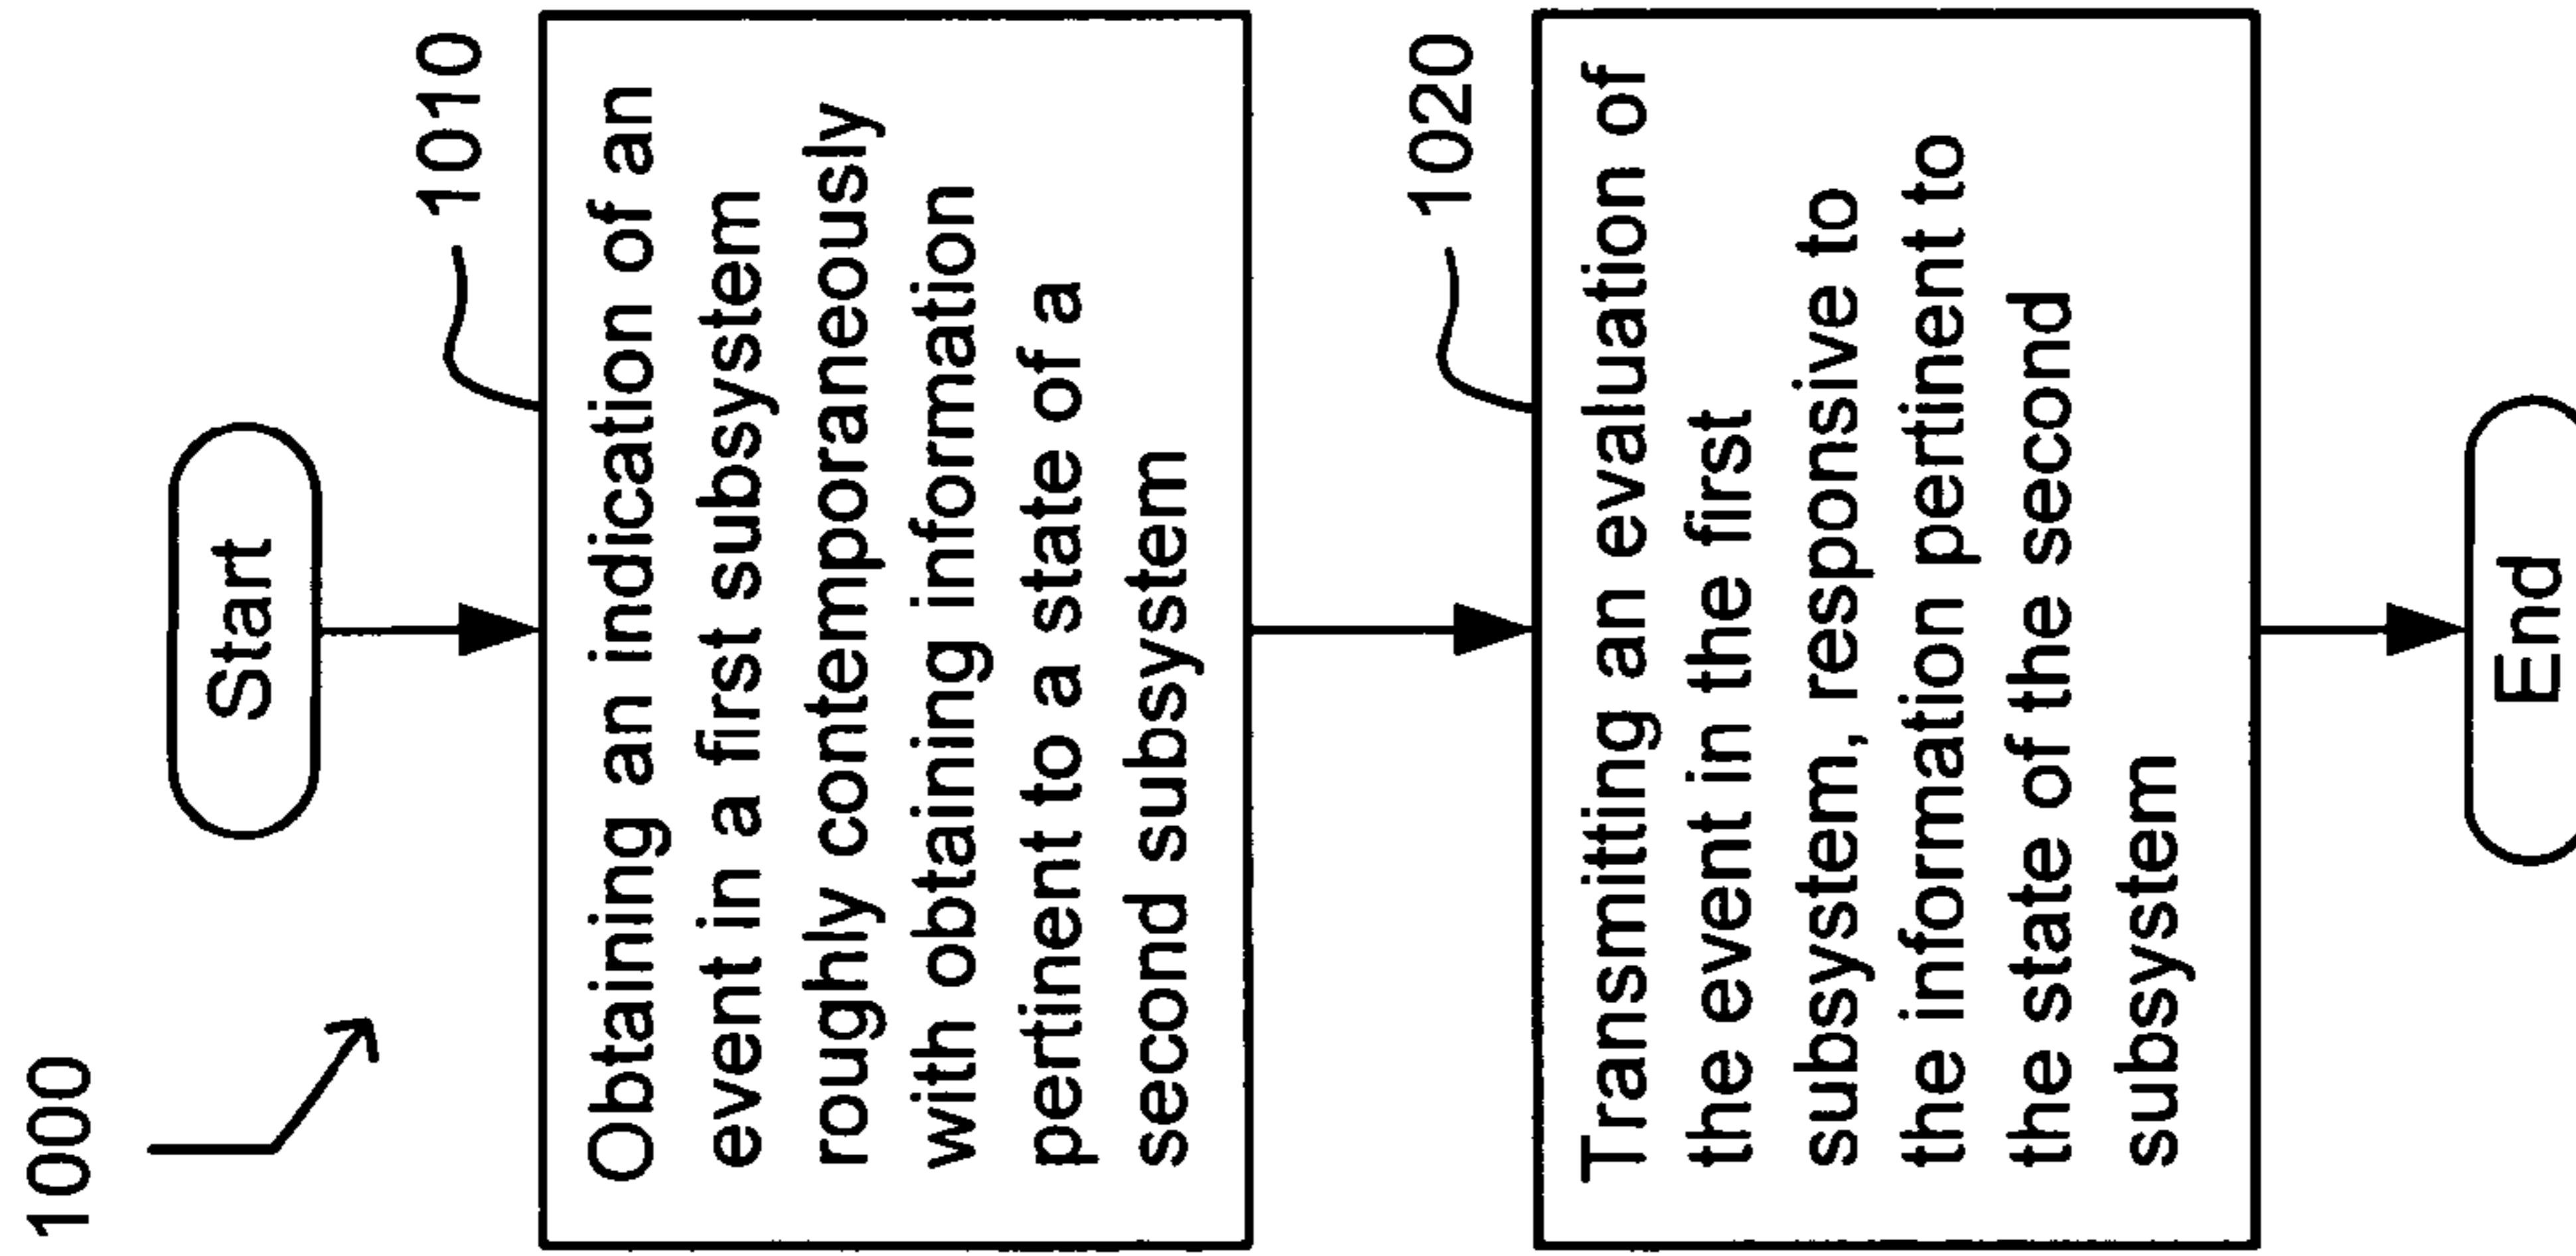 1000
Start
1010
Obtaining an indication of an
event in a first subsystem
roughly contemporaneously
with obtaining information
pertinent to a state of a
second subsystem
1020
Transmitting an evaluation of
the event in the first
subsystem, responsive to
the information pertinent to
the state of the second
subsystem
End